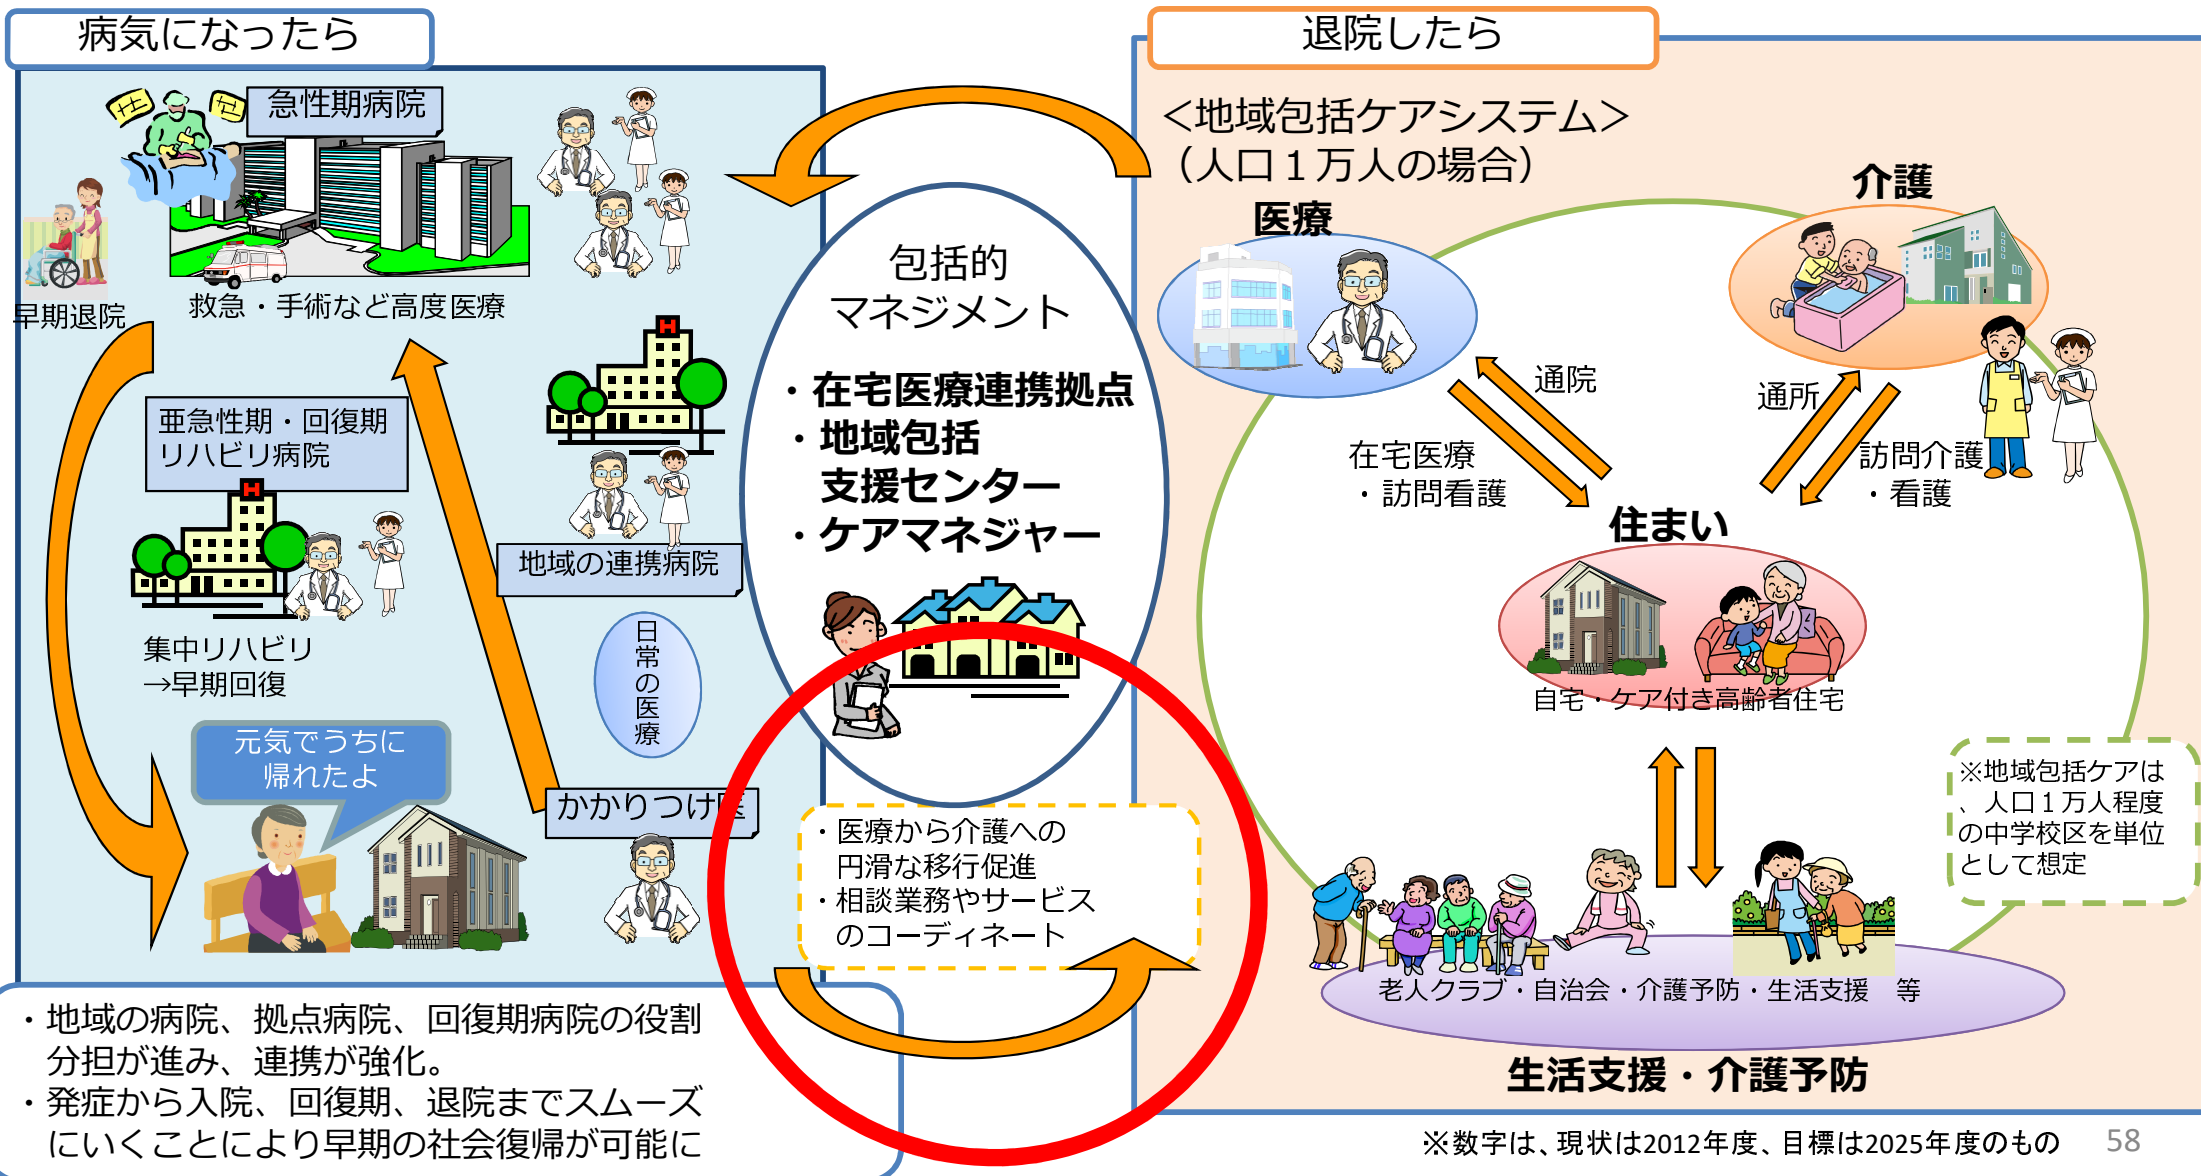 病気になったら
急性期病院
早期退院
救急・手術など高度医療
亜急性期・回復期
リハビリ病院
集中リハビリ
→早期回復
元気でうちに
帰れたよ
地域の連携病院
日常の医療
かかりつけ医
・地域の病院、拠点病院、回復期病院の役割
分担が進み、連携が強化。
・発症から入院、回復期、退院までスムーズ
にいくことにより早期の社会復帰が可能に
包括的
マネジメント
・在宅医療連携拠点
・地域包括
支援センター
・ケアマネジャー
・医療から介護への
円滑な移行促進
・相談業務やサービス
のコーディネート
退院したら
＜地域包括ケアシステム＞
（人口１万人の場合）
医療
介護
通院
在宅医療
・訪問看護
通所
訪問介護
・看護
住まい
自宅・ケア付き高齢者住宅
※地域包括ケアは
、人口１万人程度
の中学校区を単位
として想定
老人クラブ・自治会・介護予防・生活支援　等
生活支援・介護予防
※数字は、現状は2012年度、目標は2025年度のもの
58